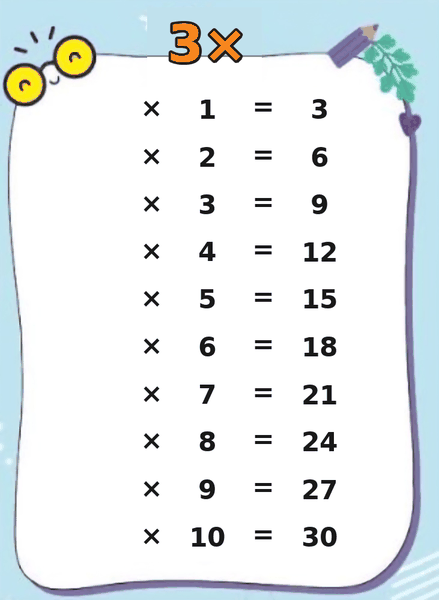 3×
× 1 = 3
× 2 = 6
× 3 = 9
× 4 = 12
× 5 = 15
× 6 = 18
× 7 = 21
× 8 = 24
× 9 = 27
× 10 = 30